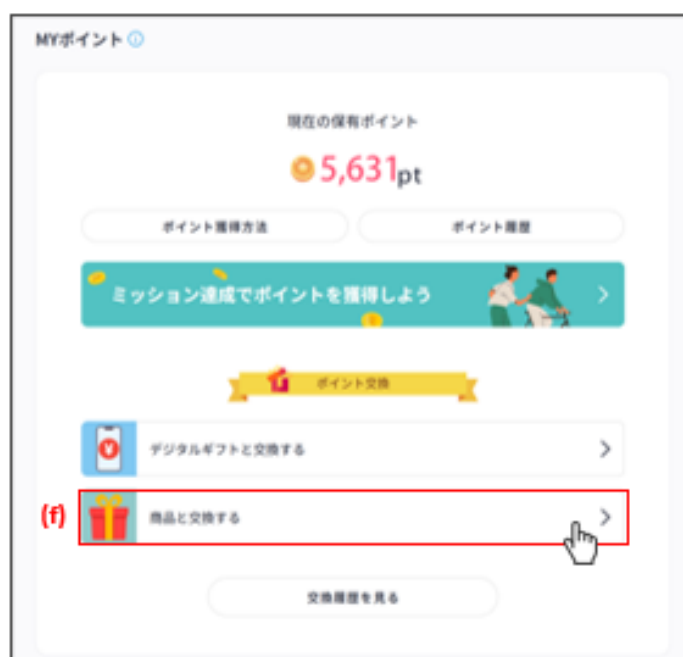 MYポイント
現在の保有ポイント
5,631pt
ポイント獲得方法
ポイント履歴
ミッション達成でポイントを獲得しよう
ポイント交換
デジタルギフトと交換する
(f)
商品と交換する
交換履歴を見る